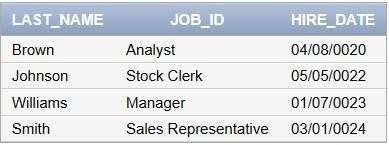 LAST_NAME JOB_ID HIRE_DATE
Brown Analyst 04/08/0020
Johnson Stock Clerk 05/05/0022
Williams Manager 01/07/0023
Smith Sales Representative 03/01/0024